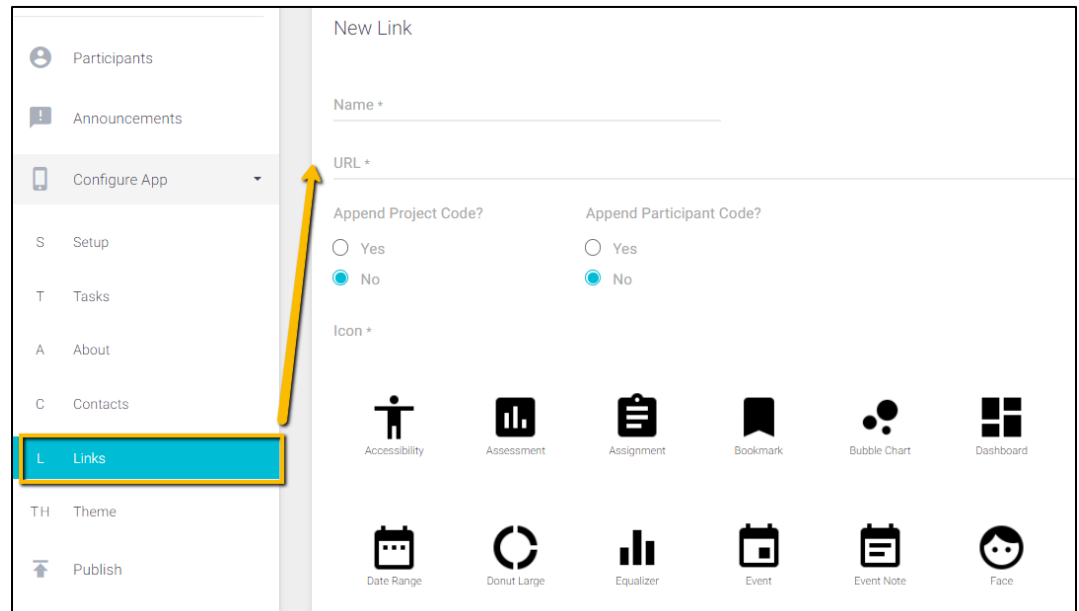 Participants
Announcements
Configure App
S Setup
T Tasks
A About
C Contacts
L Links
TH Theme
Publish
New Link
Name *
URL *
Append Project Code? Append Participant Code?
Yes Yes
No No
Icon *
Accessibility Assessment Assignment Bookmark Bubble Chart Dashboard
Date Range Donut Large Equalizer Event Event Note Face